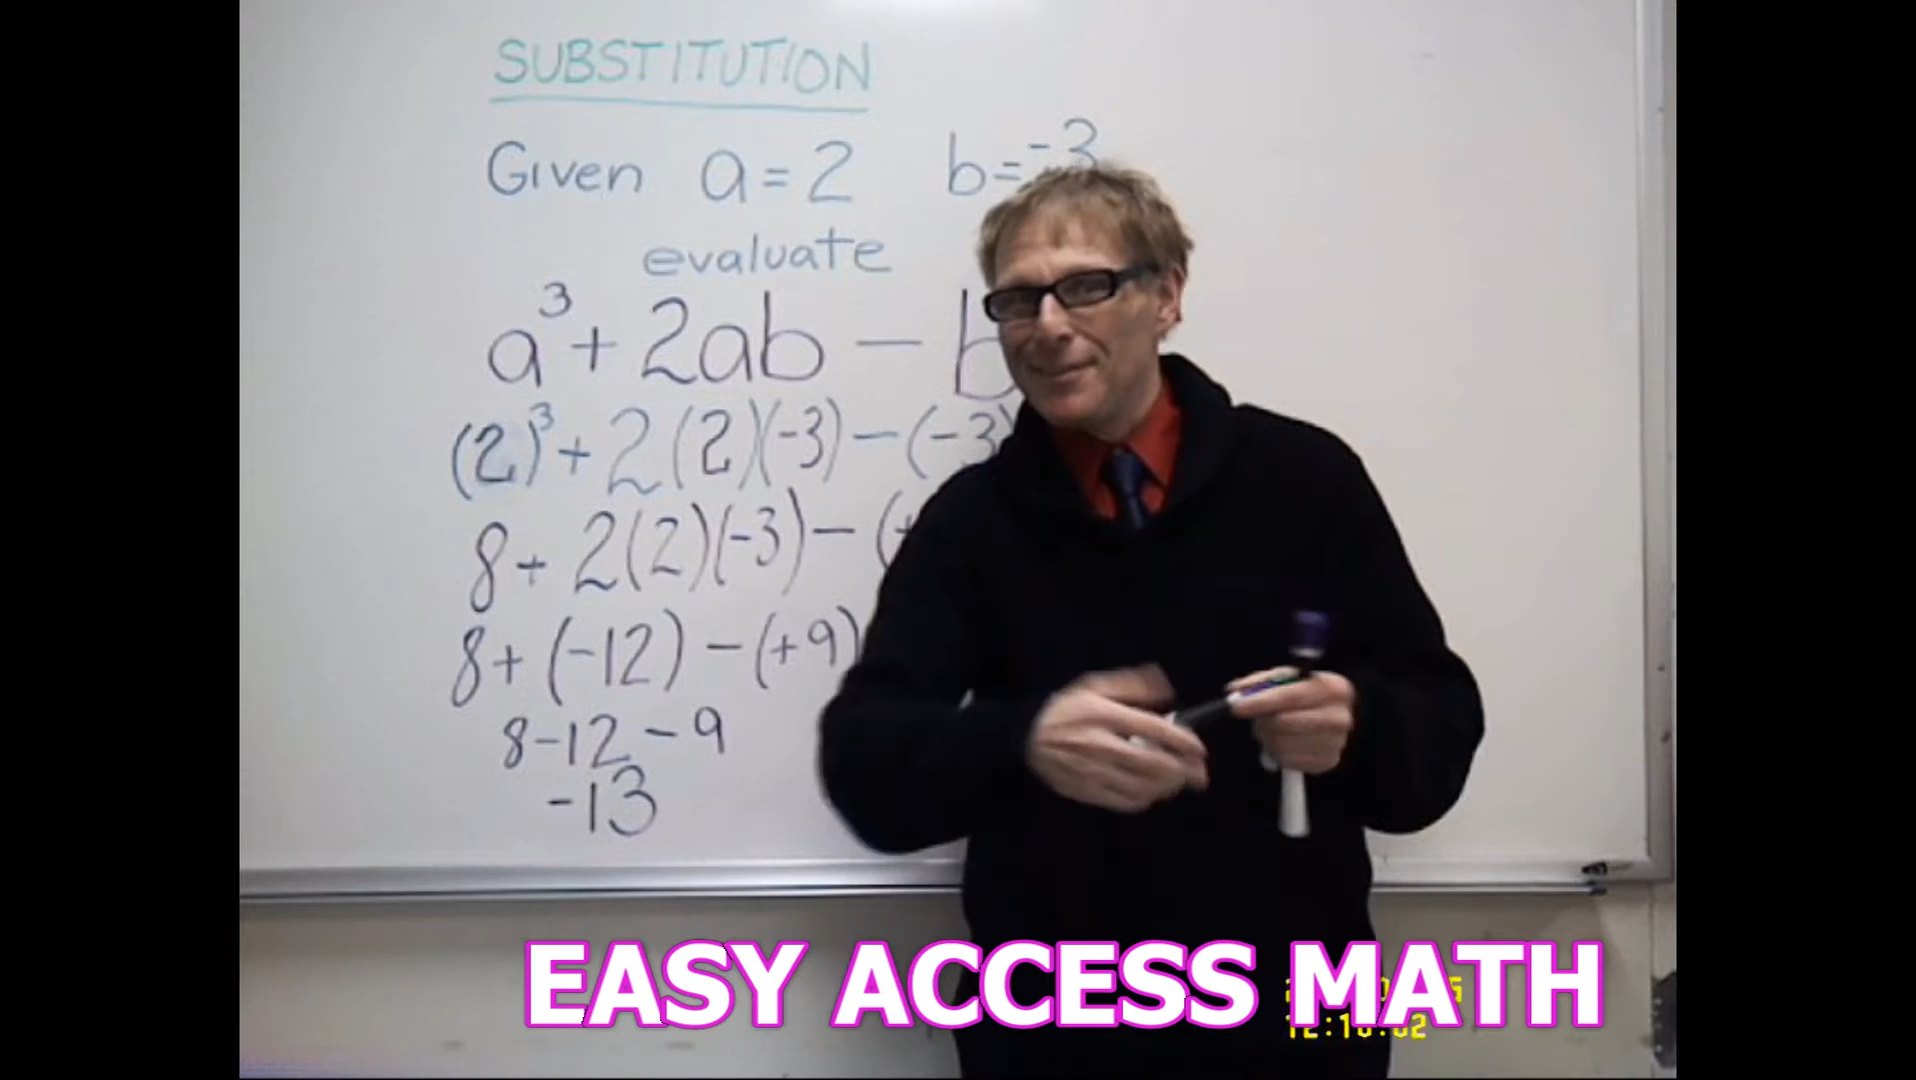 SUBSTITUTION
Given a = 2 b = -3
evaluate
a³ + 2ab - b
(2)³ + 2(2)(-3) - (-3)
8 + 2(2)(-3) - (+
8 + (-12) - (+9)
8 - 12 - 9
-13
EASY ACCESS MATH